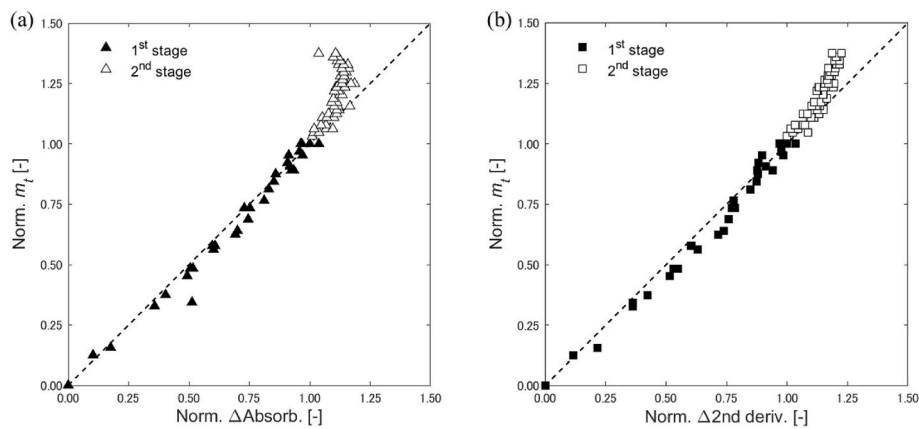 (a)
1.50
1.25
1.00
0.75
0.50
0.25
0.00
Norm. m_t [-]
1st stage
2nd stage
0.00 0.25 0.50 0.75 1.00 1.25 1.50
Norm. ΔAbsorb. [-]
(b)
1.50
1.25
1.00
0.75
0.50
0.25
0.00
Norm. m_t [-]
1st stage
2nd stage
0.00 0.25 0.50 0.75 1.00 1.25 1.50
Norm. Δ2nd deriv. [-]